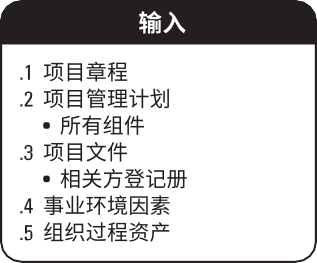 输入
.1 项目章程
.2 项目管理计划
• 所有组件
.3 项目文件
• 相关方登记册
.4 事业环境因素
.5 组织过程资产